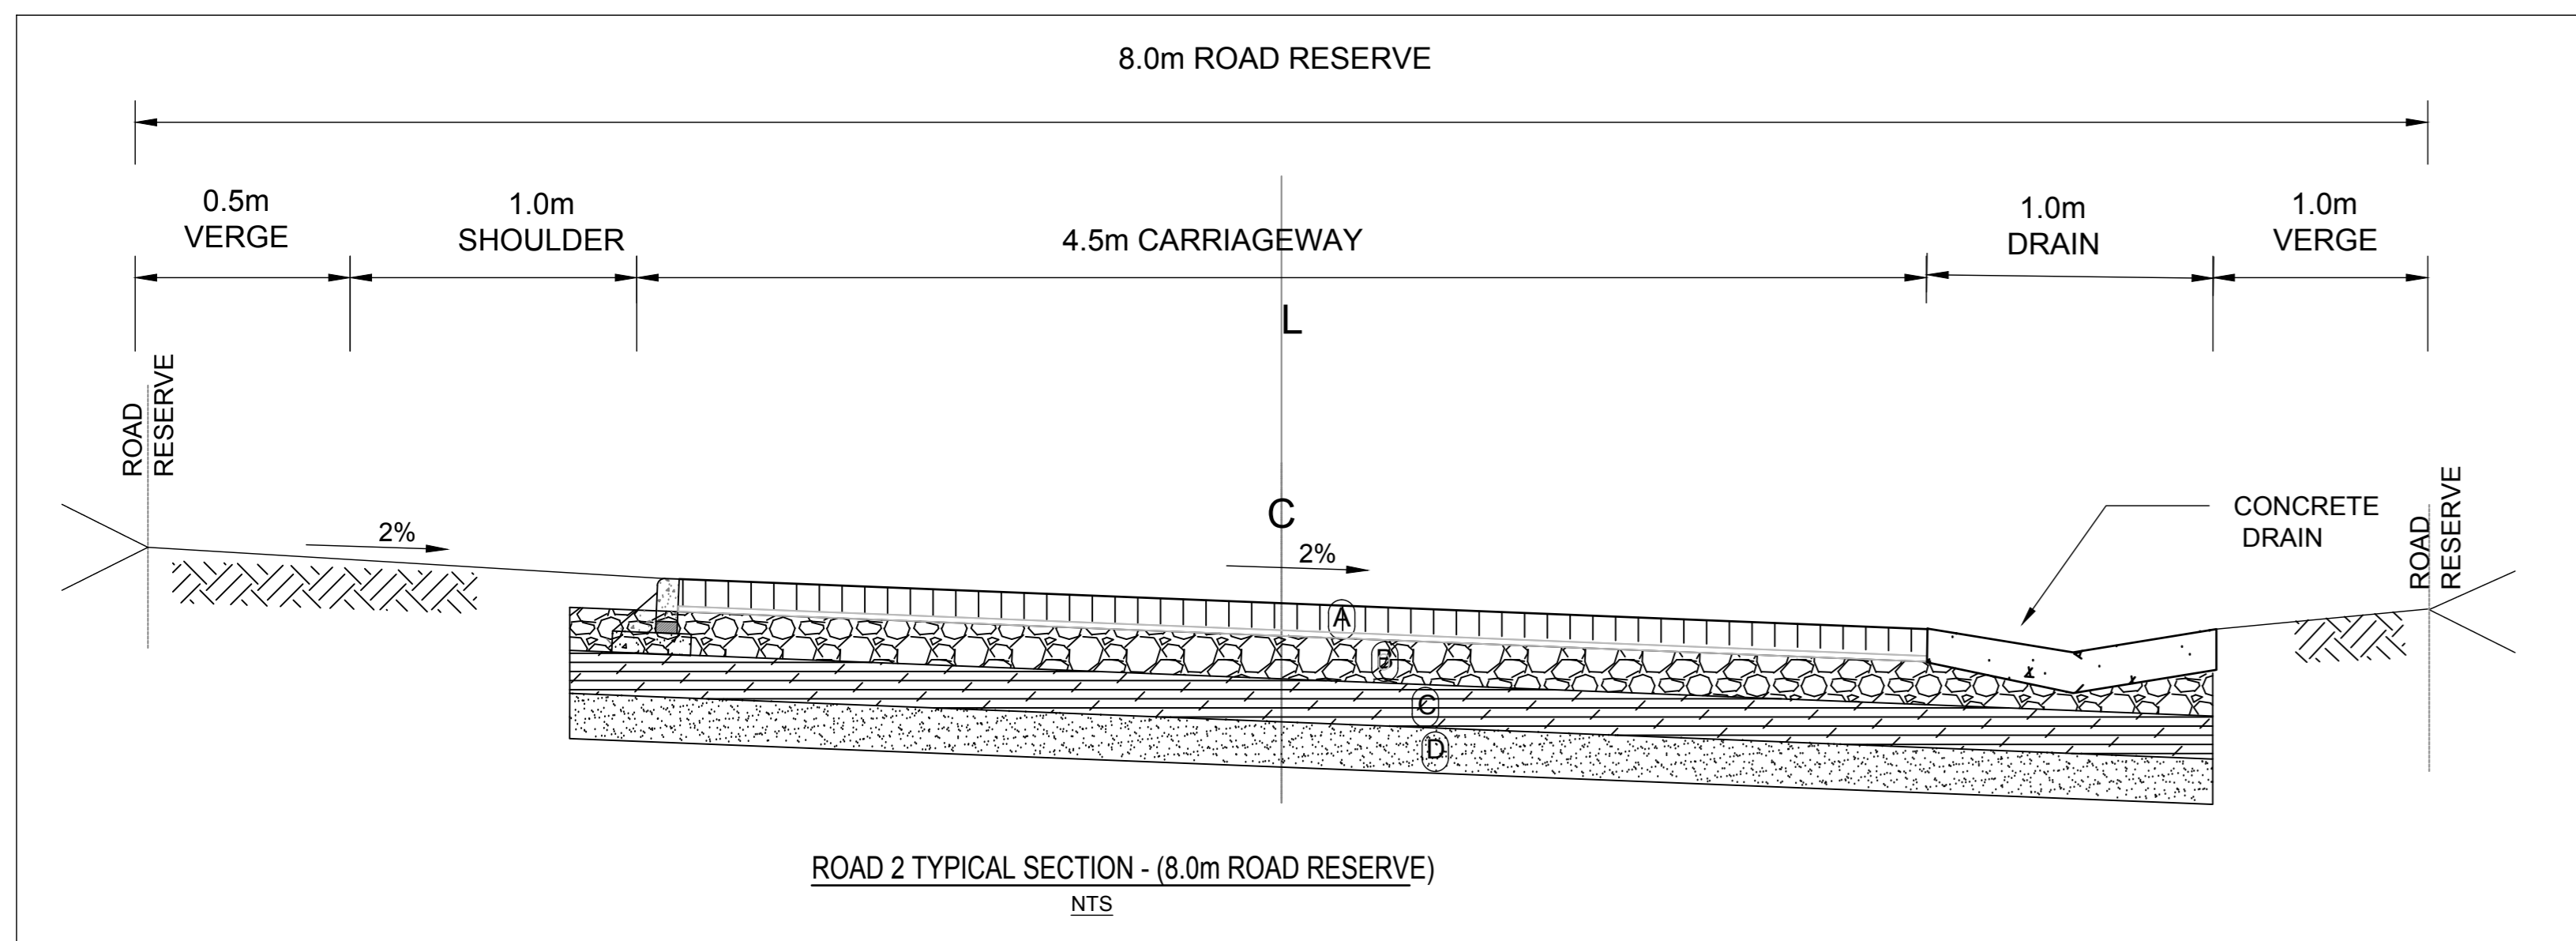 8.0m ROAD RESERVE
0.5m
VERGE
1.0m
SHOULDER
4.5m CARRIAGEWAY
1.0m
DRAIN
1.0m
VERGE
L
ROAD
RESERVE
C
2%
2%
CONCRETE
DRAIN
ROAD
RESERVE
A
B
C
D
ROAD 2 TYPICAL SECTION - (8.0m ROAD RESERVE)
NTS